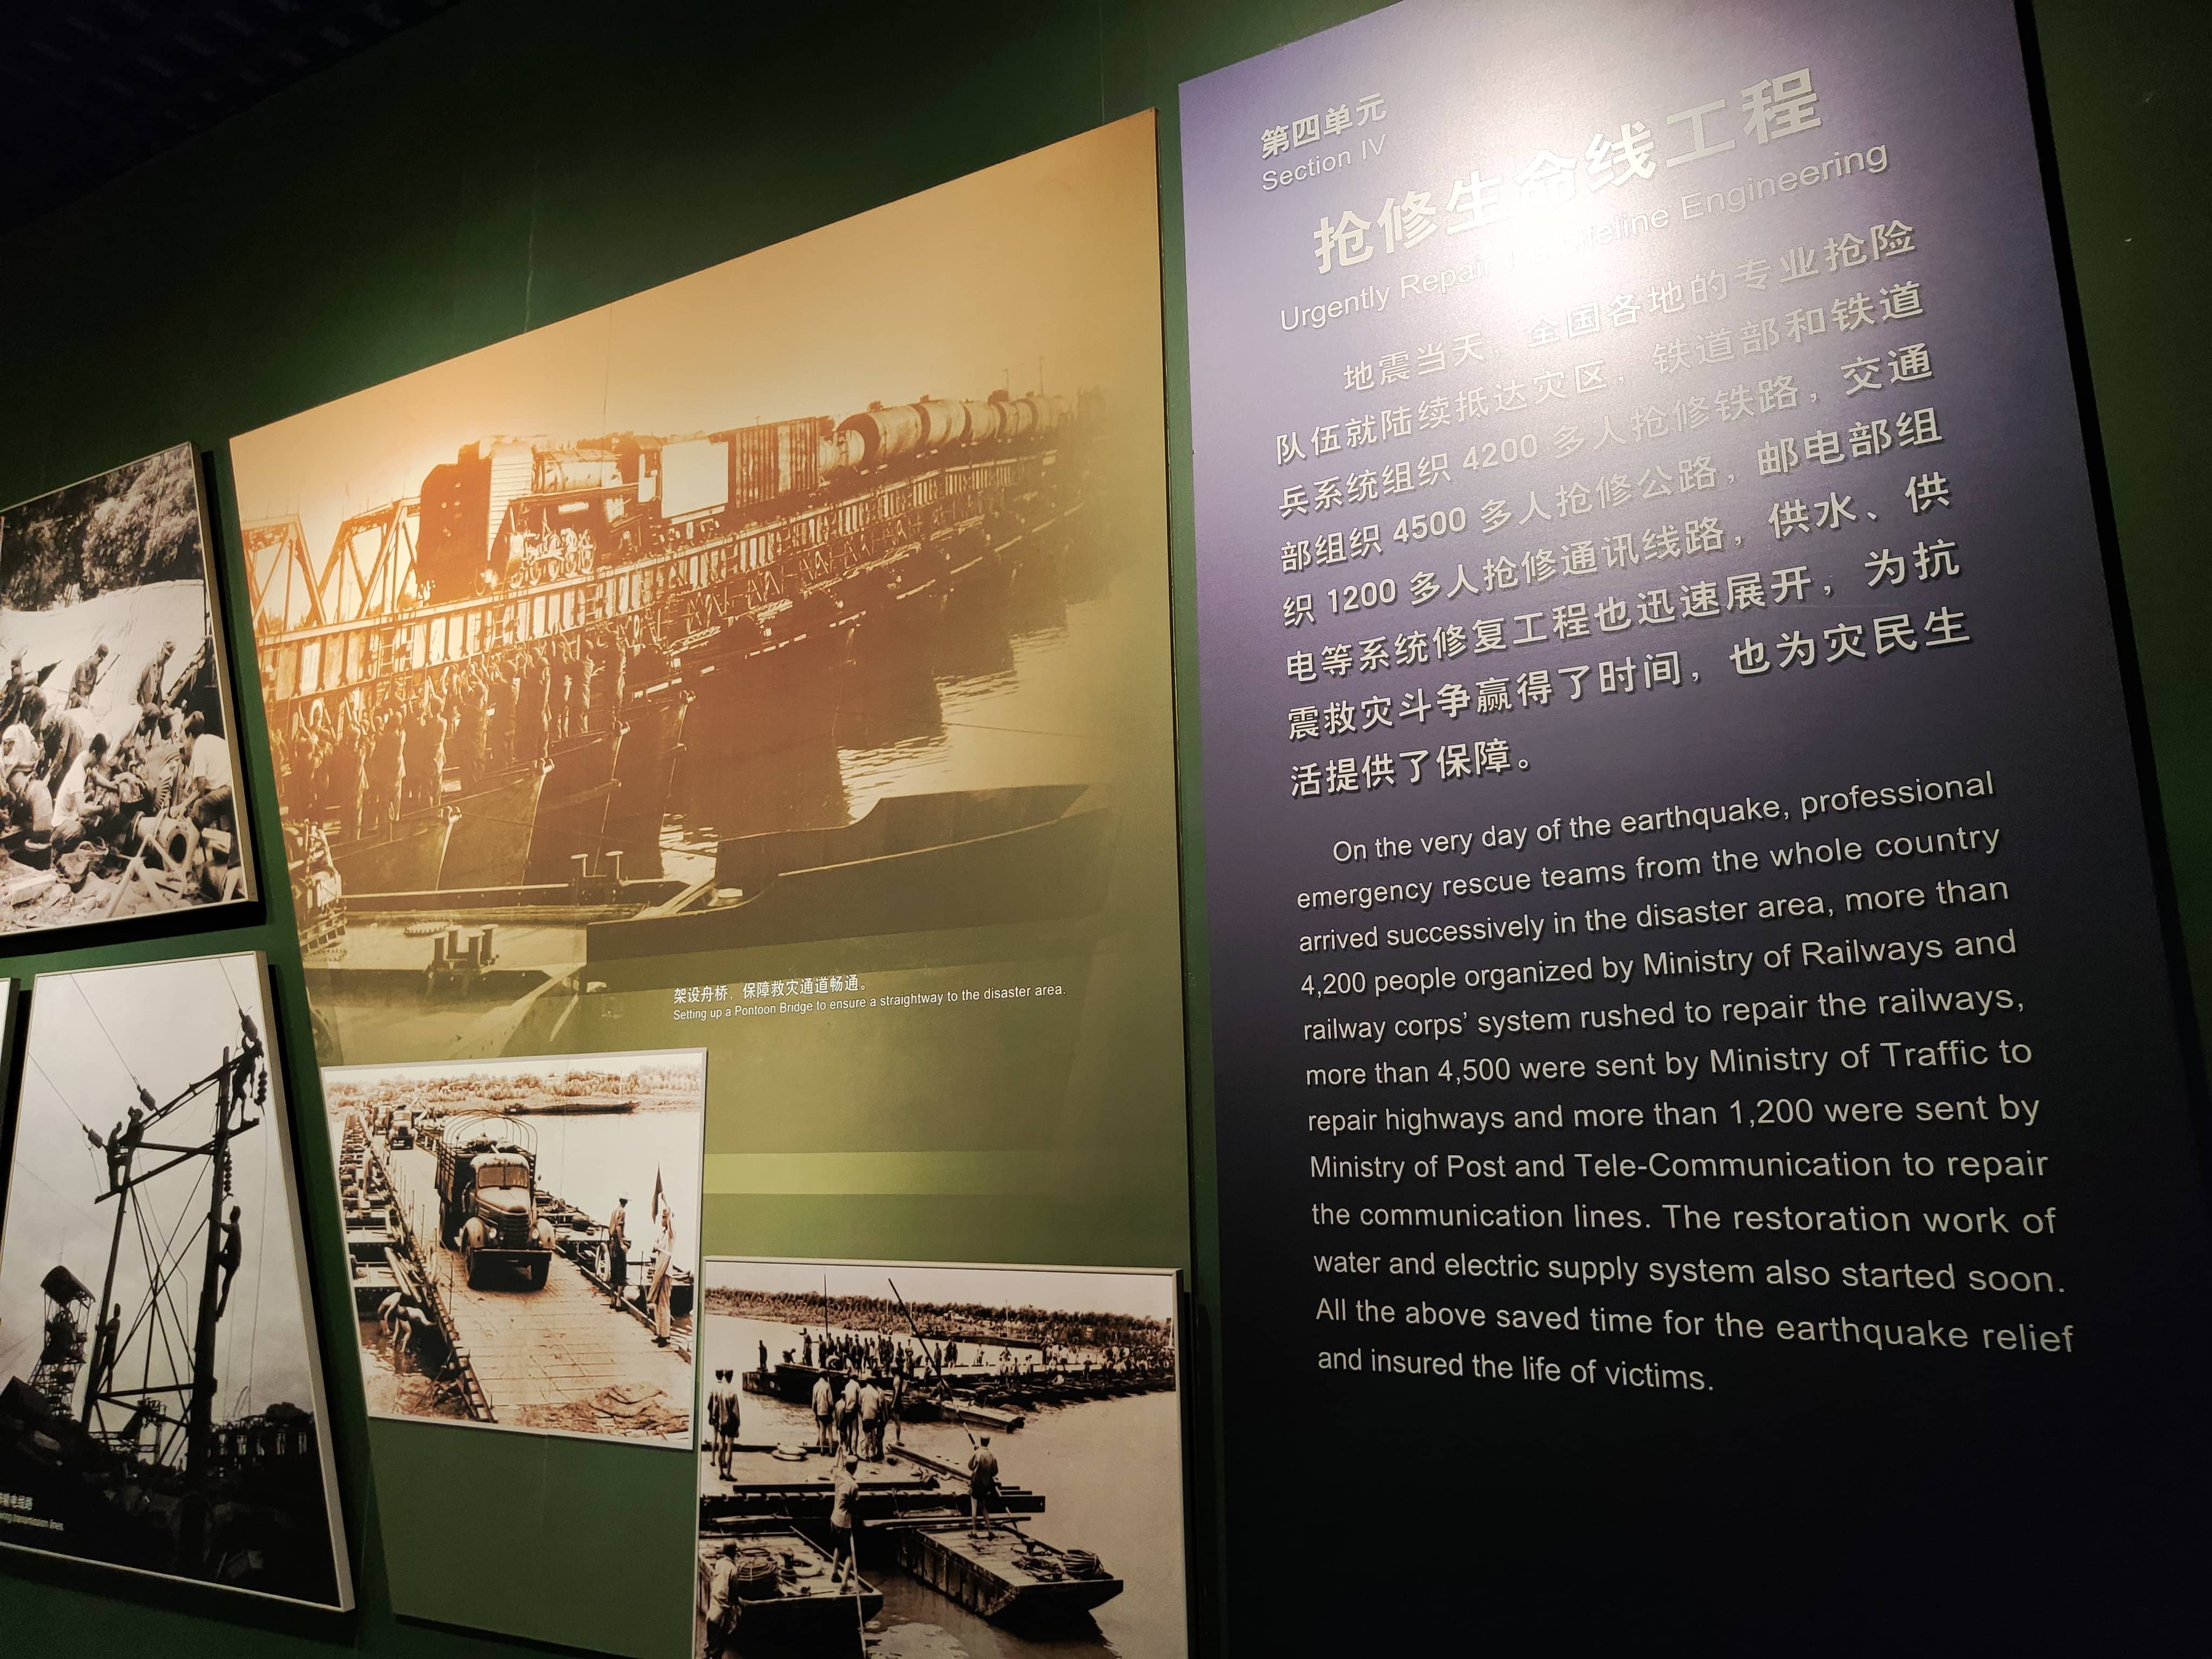 第四单元
Section IV
抢修生命线工程
Urgently Repair Lifeline Engineering
地震当天，全国各地的专业抢险
队伍就陆续抵达灾区，铁道部和铁道
兵系统组织 4200 多人抢修铁路，交通
部组织 4500 多人抢修公路，邮电部组
织 1200 多人抢修通讯线路，供水、供
电等系统修复工程也迅速展开，为抗
震救灾斗争赢得了时间，也为灾民生
活提供了保障。
On the very day of the earthquake, professional
emergency rescue teams from the whole country
arrived successively in the disaster area, more than
4,200 people organized by Ministry of Railways and
railway corps’ system rushed to repair the railways,
more than 4,500 were sent by Ministry of Traffic to
repair highways and more than 1,200 were sent by
Ministry of Post and Tele-Communication to repair
the communication lines. The restoration work of
water and electric supply system also started soon.
All the above saved time for the earthquake relief
and insured the life of victims.
架设舟桥，保障救灾通道畅通。
Setting up a Pontoon Bridge to ensure a straightway to the disaster area.
输电线路
transmission lines